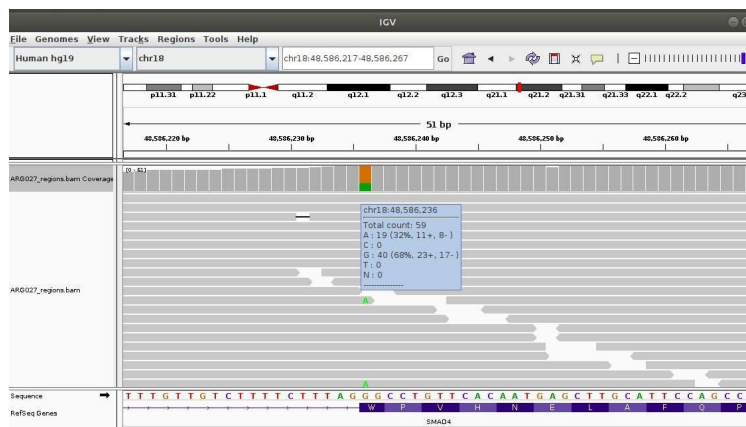 IGV
File Genomes View Tracks Regions Tools Help
Human hg19 chr18 chr18:48,586,217-48,586,267 Go
p11.31 p11.22 p11.1 q11.2 q12.1 q12.2 q12.3 q21.1 q21.2 q21.31 q21.33 q22.1 q22.2 q23
51 bp
48,586,220 bp 48,586,230 bp 48,586,240 bp 48,586,250 bp 48,586,260 bp
ARG027_regions.bam Coverage
[0 - 61]
chr18:48,586,236
Total count: 59
A : 19 (32%, 11+, 8- )
C : 0
G : 40 (68%, 23+, 17- )
T : 0
N : 0
---------------
ARG027_regions.bam
A
A
Sequence T T T G T T G T C T T T T C T T T A G G G C C T G T T C A C A A T G A G C T T G C A T T C C A G C C
RefSeq Genes W P V H N E L A F Q P
SMAD4